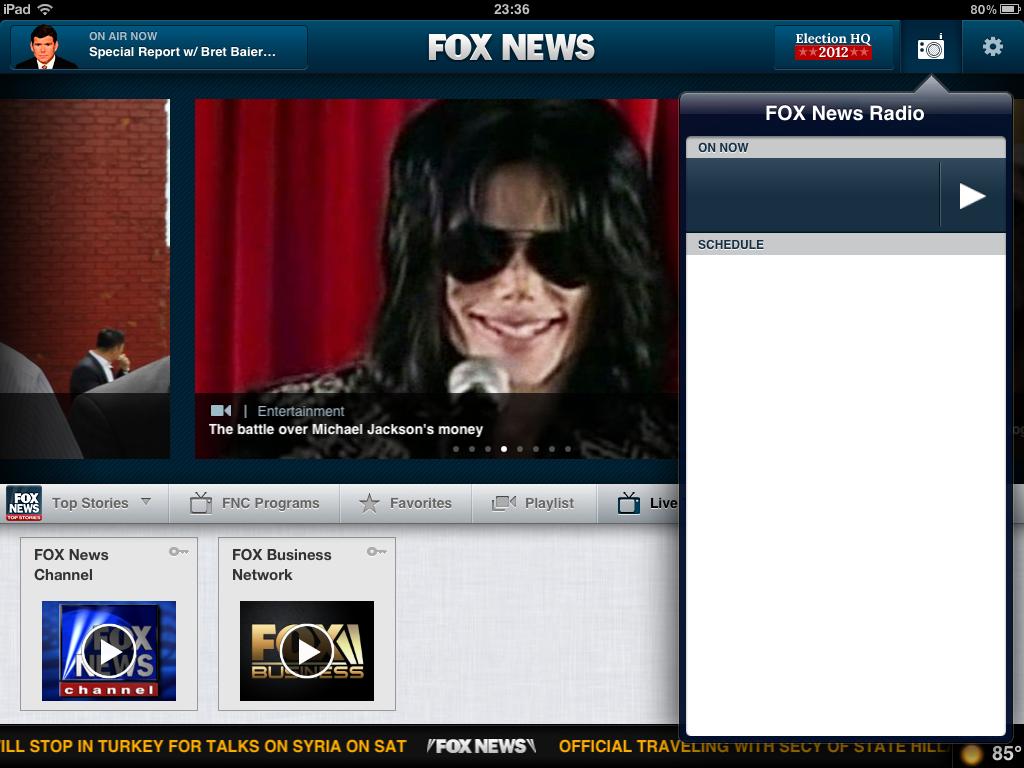 iPad
23:36
80%
ON AIR NOW
Special Report w/ Bret Baier...
FOX NEWS
Election HQ
2012
FOX News Radio
ON NOW
SCHEDULE
| Entertainment
The battle over Michael Jackson's money
FOX
NEWS
TOP STORIES
Top Stories
FNC Programs
Favorites
Playlist
Live
FOX News
Channel
FOX Business
Network
FOX
NEWS
channel
FOX
BUSINESS
ILL STOP IN TURKEY FOR TALKS ON SYRIA ON SAT
FOX NEWS
OFFICIAL TRAVELING WITH SECY OF STATE HILL
85°